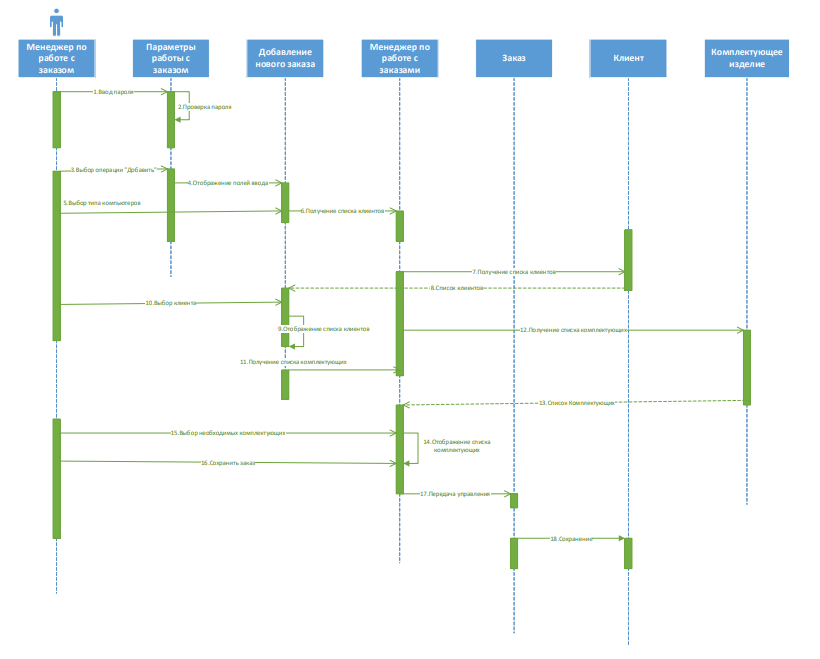 Менеджер по
работе с
заказом
Параметры
работы с
заказом
Добавление
нового заказа
Менеджер по
работе с
заказами
Заказ
Клиент
Комплектующее
изделие
1.Ввод пароля
2.Проверка пароля
3.Выбор операции "Добавить"
4.Отображение полей ввода
5.Выбор типа компьютеров
6.Получение списка клиентов
7.Получение списка клиентов
8.Список клиентов
10.Выбор клиента
9.Отображение списка клиентов
12.Получение списка комплектующих
11.Получение списка комплектующих
13.Список Комплектующих
15.Выбор необходимых комплектующих
14.Отображение списка
комплектующих
16.Сохранить заказ
17.Передача управления
18.Сохранение